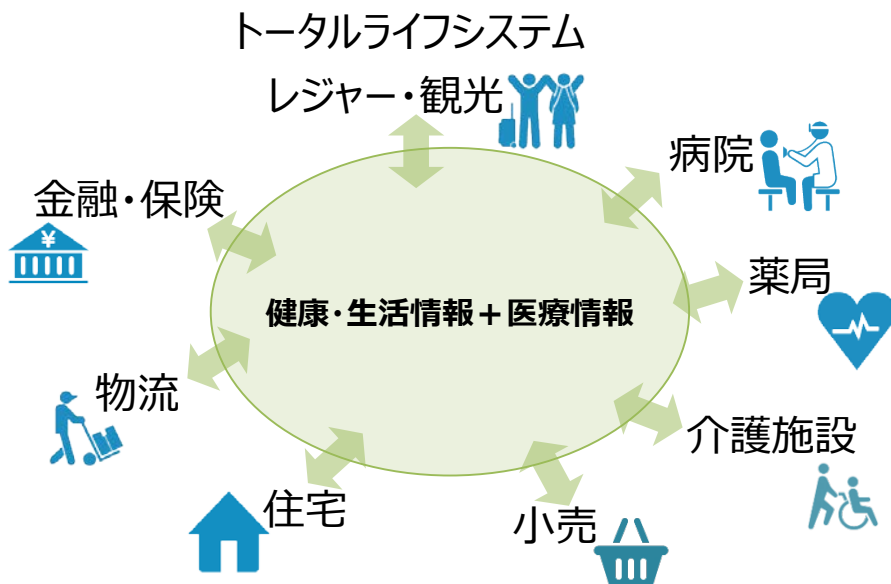 トータルライフシステム
レジャー・観光
病院
金融・保険
¥
薬局
健康・生活情報＋医療情報
物流
介護施設
住宅
小売